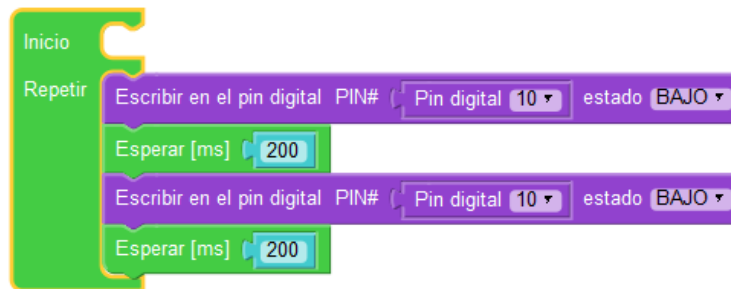 Inicio
Repetir Escribir en el pin digital PIN# Pin digital 10 estado BAJO
Esperar [ms] 200
Escribir en el pin digital PIN# Pin digital 10 estado BAJO
Esperar [ms] 200